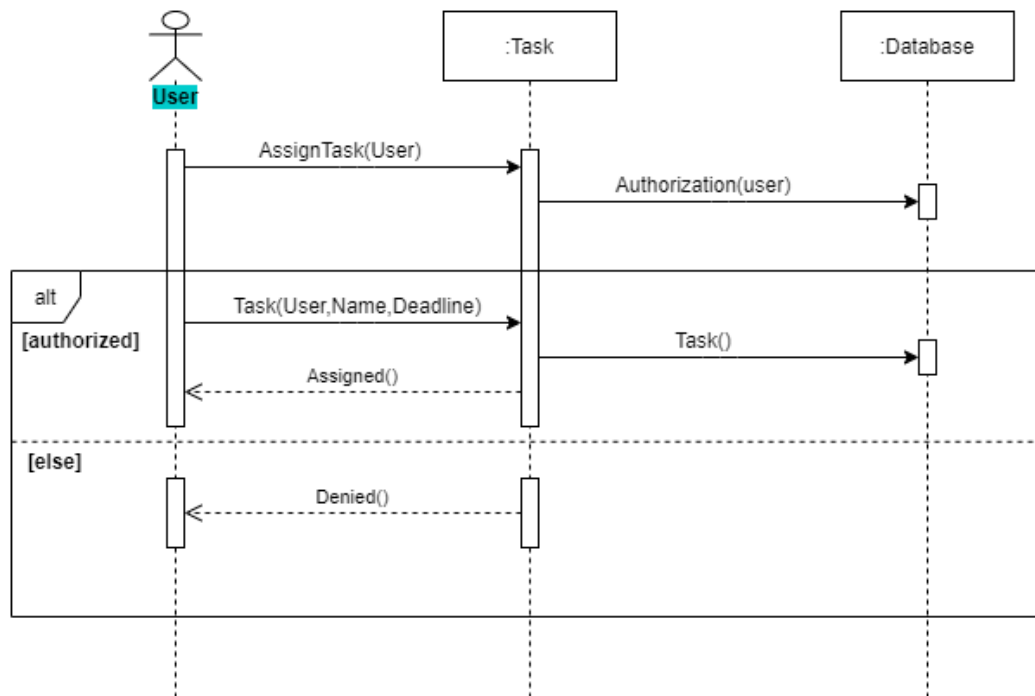 :Task
:Database
User
AssignTask(User)
Authorization(user)
alt
Task(User,Name,Deadline)
[authorized]
Task()
Assigned()
[else]
Denied()